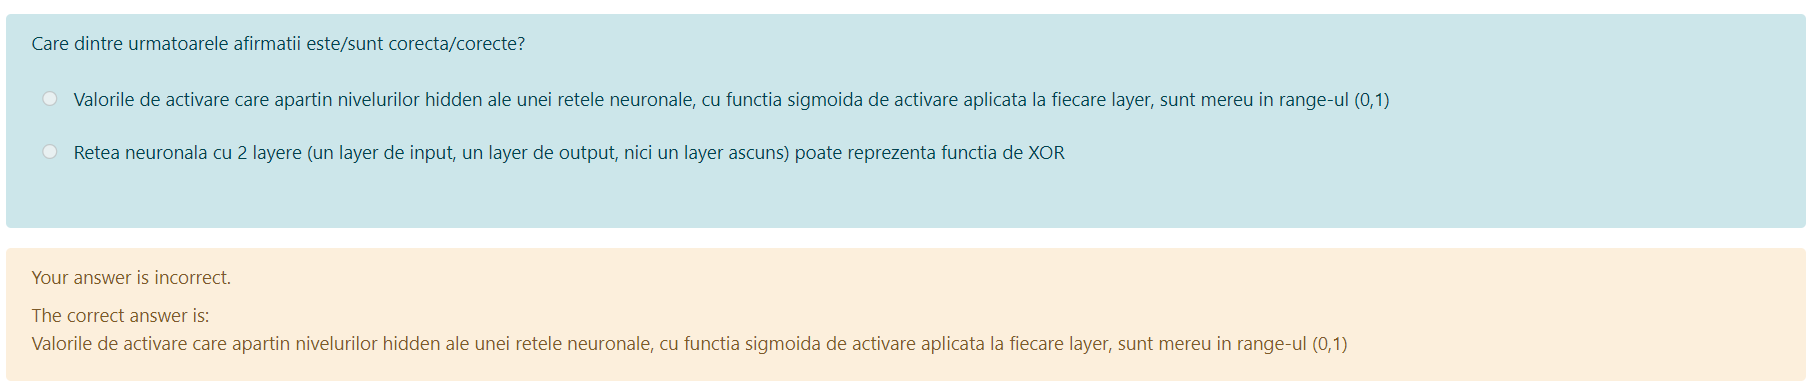 Care dintre urmatoarele afirmatii este/sunt corecta/corecte?
Valorile de activare care apartin nivelurilor hidden ale unei retele neuronale, cu functia sigmoida de activare aplicata la fiecare layer, sunt mereu in range-ul (0,1)
Retea neuronala cu 2 layere (un layer de input, un layer de output, nici un layer ascuns) poate reprezenta functia de XOR
Your answer is incorrect.
The correct answer is:
Valorile de activare care apartin nivelurilor hidden ale unei retele neuronale, cu functia sigmoida de activare aplicata la fiecare layer, sunt mereu in range-ul (0,1)